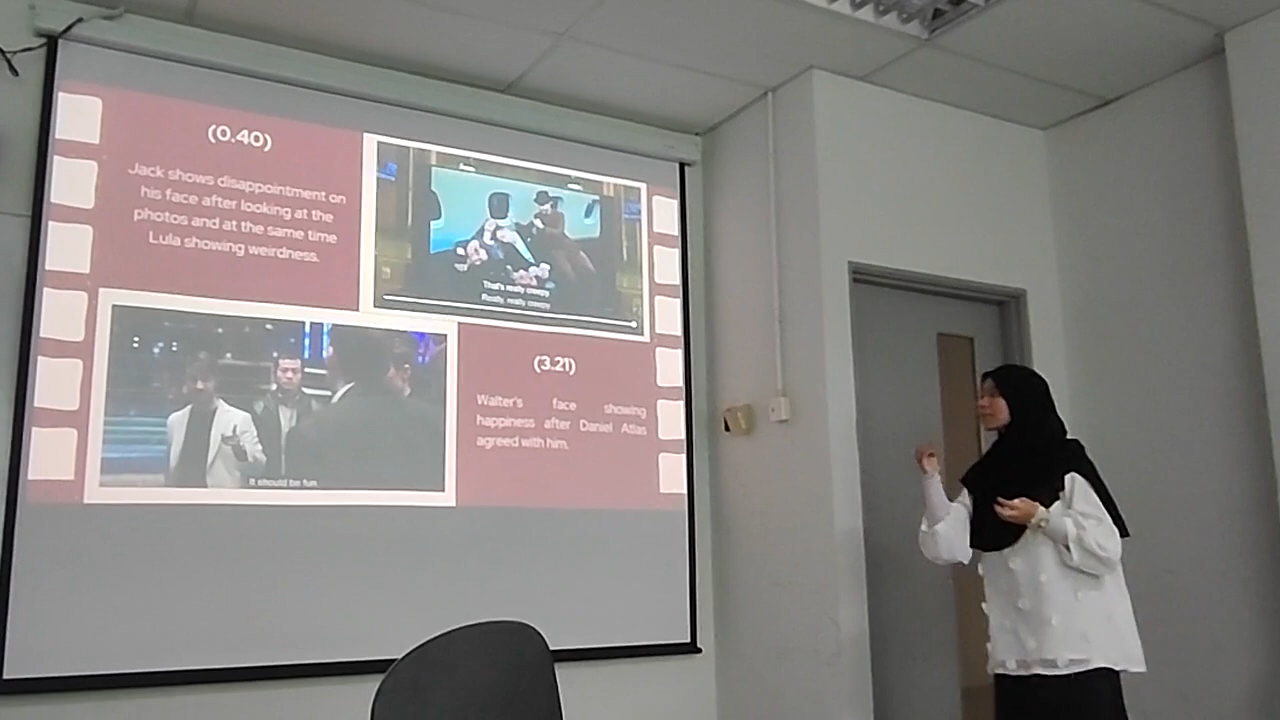 (0.40)
Jack shows disappointment on
his face after looking at the
photos and at the same time
Lula showing weirdness.
That's really creepy
Really, really creepy
(3.21)
Walter's face showing
happiness after Daniel Atlas
agreed with him.
It should be fun